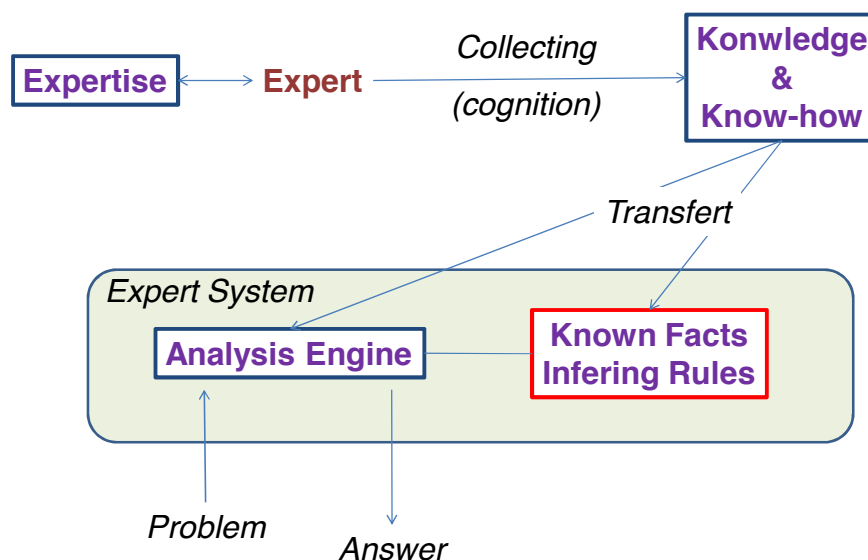 Collecting
Konwledge
&
Know-how
Expertise
Expert
(cognition)
Transfert
Expert System
Analysis Engine
Known Facts
Infering Rules
Problem
Answer